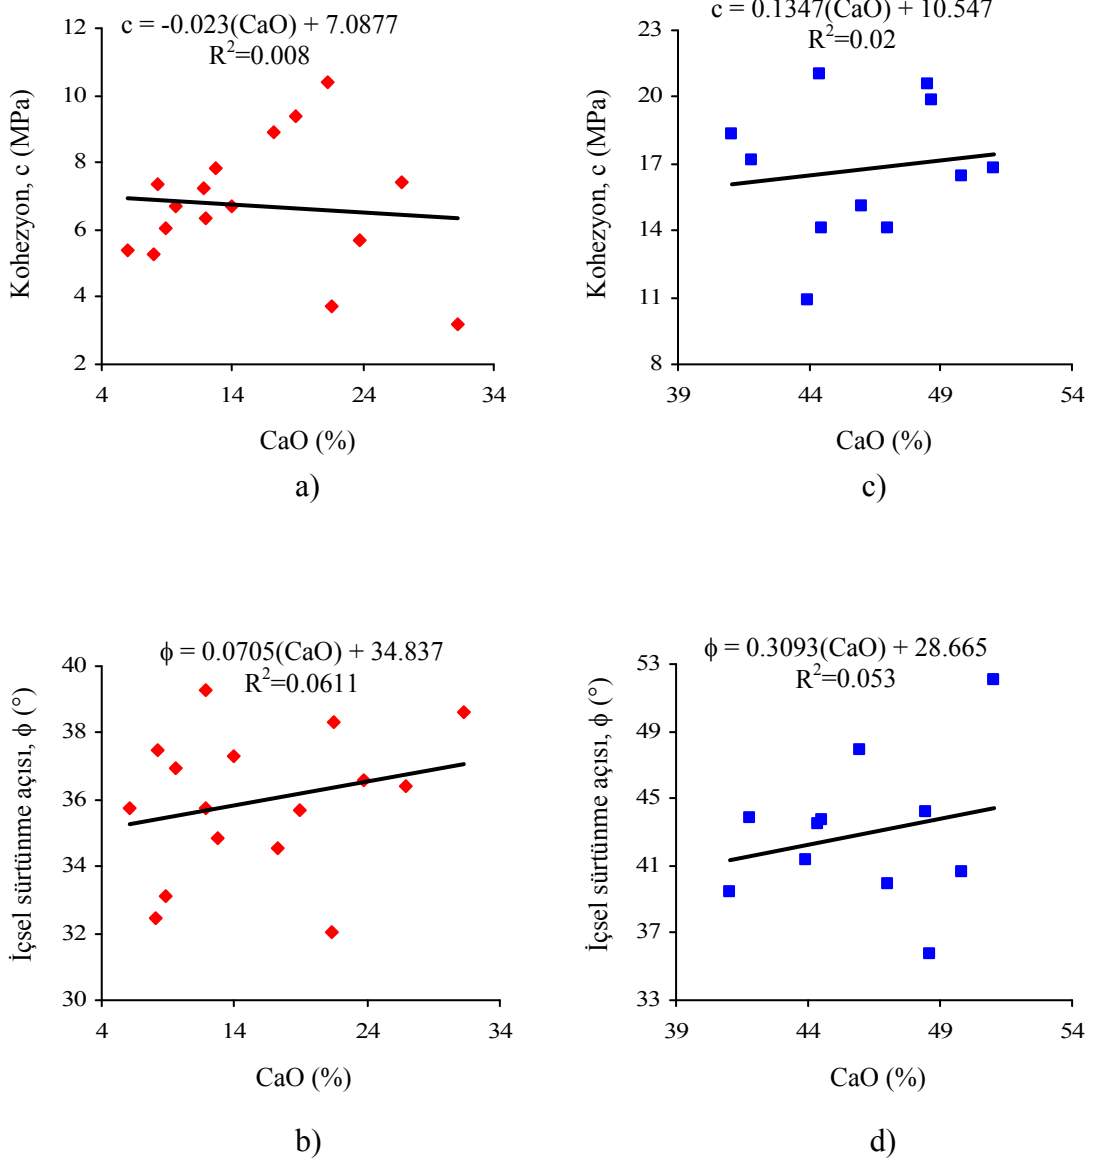 c = -0.023(CaO) + 7.0877
R²=0.008
12
10
8
6
4
2
Kohezyon, c (MPa)
4 14 24 34
CaO (%)
a)
c = 0.1347(CaO) + 10.547
R²=0.02
23
20
17
14
11
8
Kohezyon, c (MPa)
39 44 49 54
CaO (%)
c)
ϕ = 0.0705(CaO) + 34.837
R²=0.0611
40
38
36
34
32
30
İçsel sürtünme açısı, ϕ (°)
4 14 24 34
CaO (%)
b)
ϕ = 0.3093(CaO) + 28.665
R²=0.053
53
49
45
41
37
33
İçsel sürtünme açısı, ϕ (°)
39 44 49 54
CaO (%)
d)